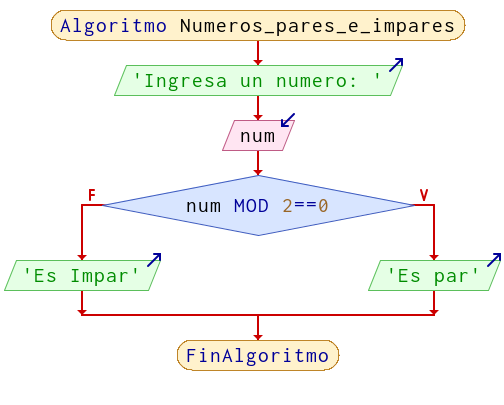 Algoritmo Numeros_pares_e_impares
'Ingresa un numero: '
num
F
V
num MOD 2==0
'Es Impar'
'Es par'
FinAlgoritmo